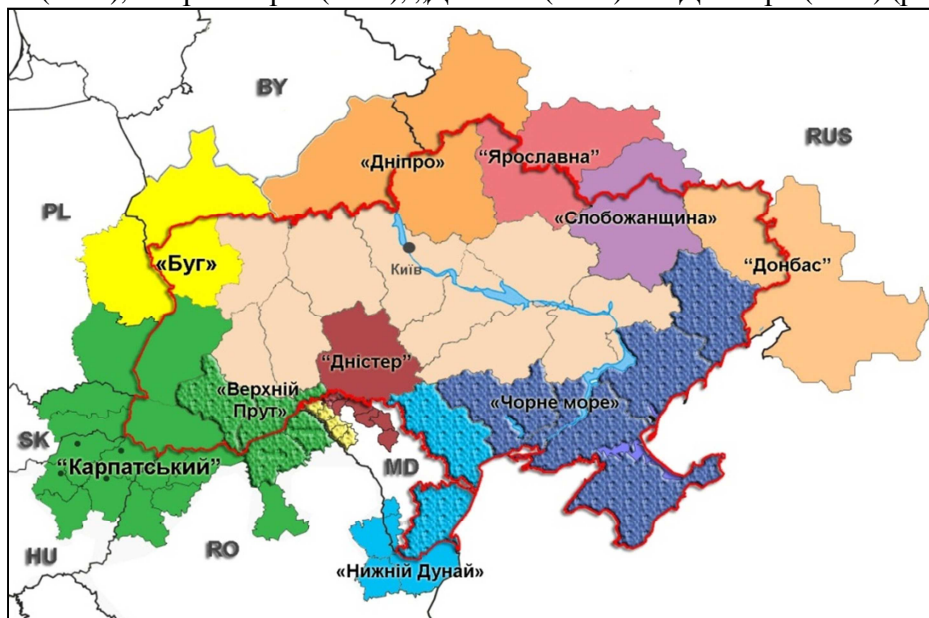 BY
RUS
«Дніпро»
“Ярославна”
PL
«Слобожанщина»
«Буг»
Київ
“Донбас”
“Дністер”
«Верхній
Прут»
«Чорне море»
SK
“Карпатський”
MD
HU
RO
«Нижній Дунай»